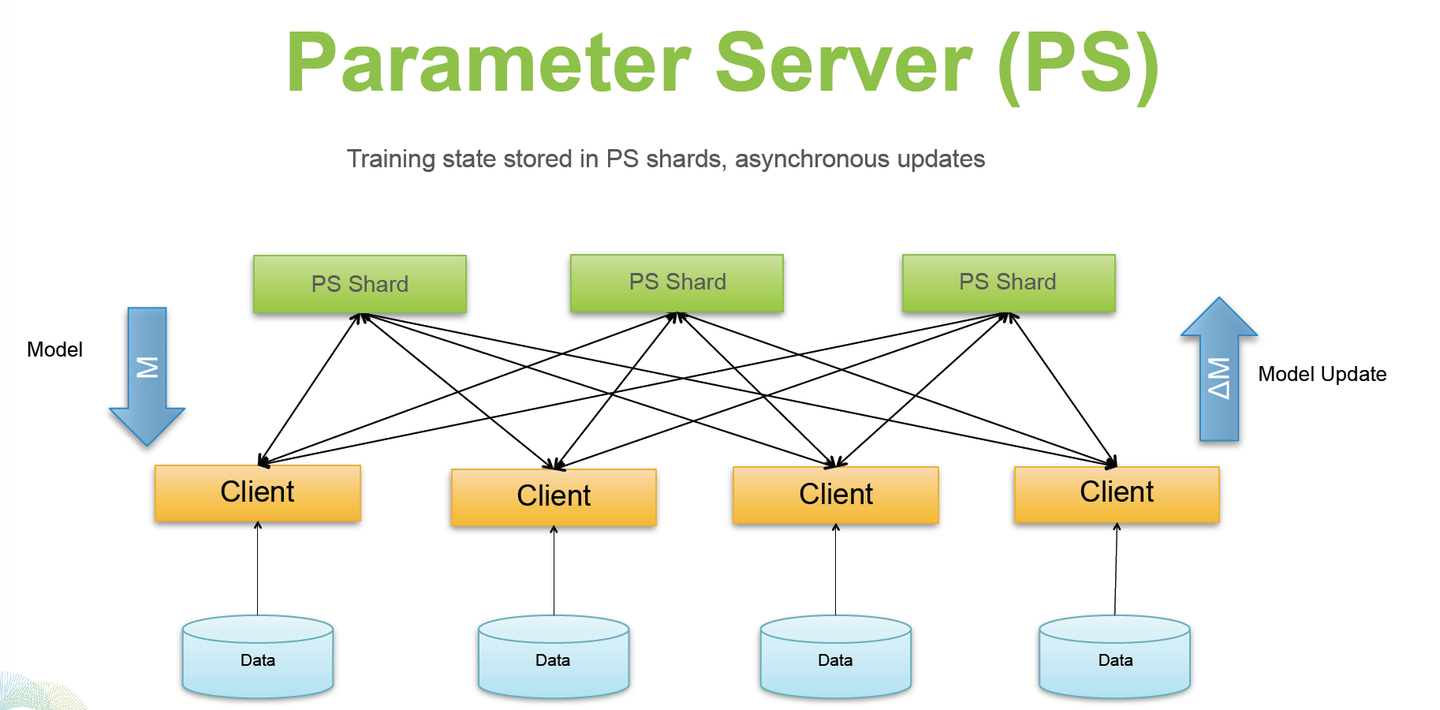 Parameter Server (PS)
Training state stored in PS shards, asynchronous updates
PS Shard
PS Shard
PS Shard
Model
M
ΔM
Model Update
Client
Client
Client
Client
Data
Data
Data
Data